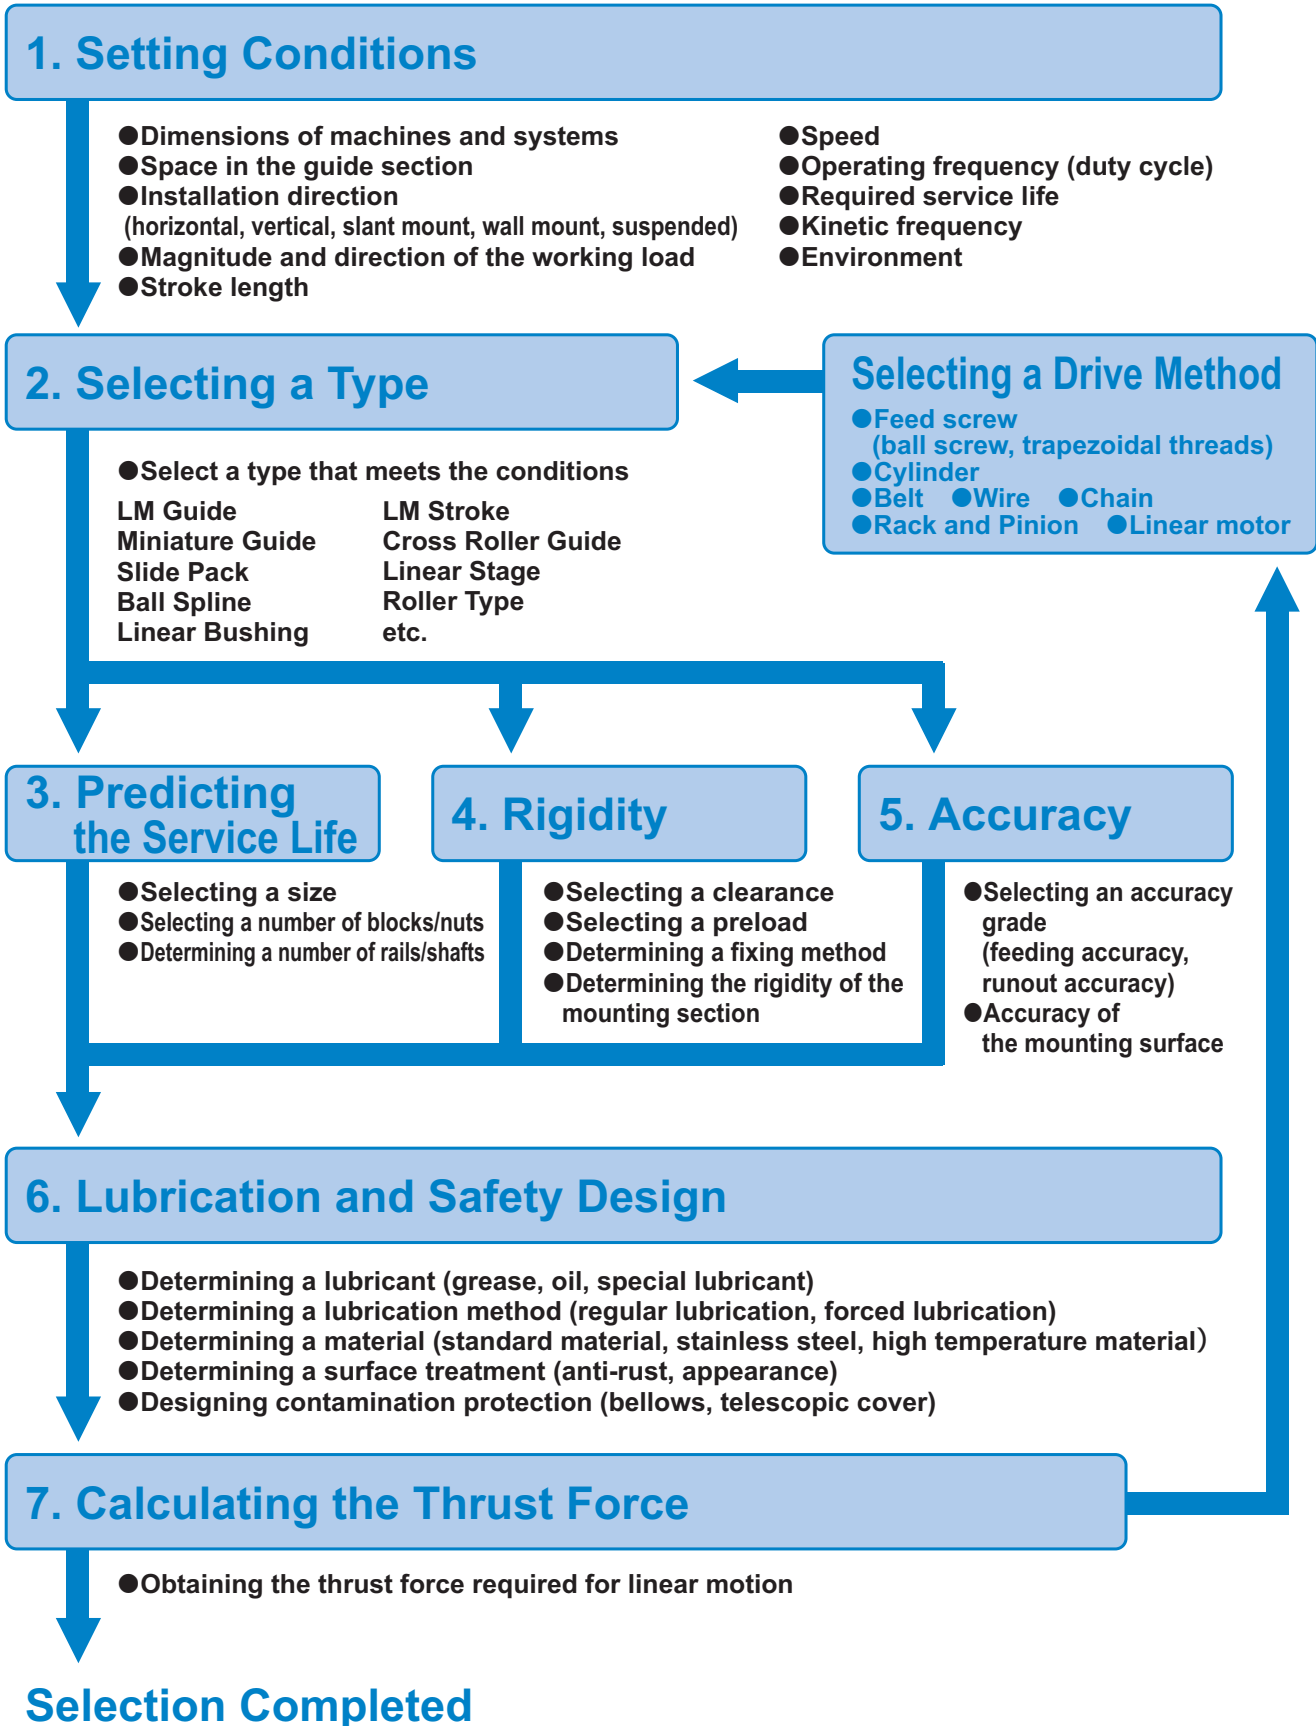 1. Setting Conditions
●Dimensions of machines and systems
●Space in the guide section
●Installation direction
(horizontal, vertical, slant mount, wall mount, suspended)
●Magnitude and direction of the working load
●Stroke length
●Speed
●Operating frequency (duty cycle)
●Required service life
●Kinetic frequency
●Environment
2. Selecting a Type
●Select a type that meets the conditions
LM Guide
Miniature Guide
Slide Pack
Ball Spline
Linear Bushing
LM Stroke
Cross Roller Guide
Linear Stage
Roller Type
etc.
Selecting a Drive Method
●Feed screw
(ball screw, trapezoidal threads)
●Cylinder
●Belt ●Wire ●Chain
●Rack and Pinion ●Linear motor
3. Predicting
the Service Life
●Selecting a size
●Selecting a number of blocks/nuts
●Determining a number of rails/shafts
4. Rigidity
●Selecting a clearance
●Selecting a preload
●Determining a fixing method
●Determining the rigidity of the
mounting section
5. Accuracy
●Selecting an accuracy
grade
(feeding accuracy,
runout accuracy)
●Accuracy of
the mounting surface
6. Lubrication and Safety Design
●Determining a lubricant (grease, oil, special lubricant)
●Determining a lubrication method (regular lubrication, forced lubrication)
●Determining a material (standard material, stainless steel, high temperature material）
●Determining a surface treatment (anti-rust, appearance)
●Designing contamination protection (bellows, telescopic cover)
7. Calculating the Thrust Force
●Obtaining the thrust force required for linear motion
Selection Completed